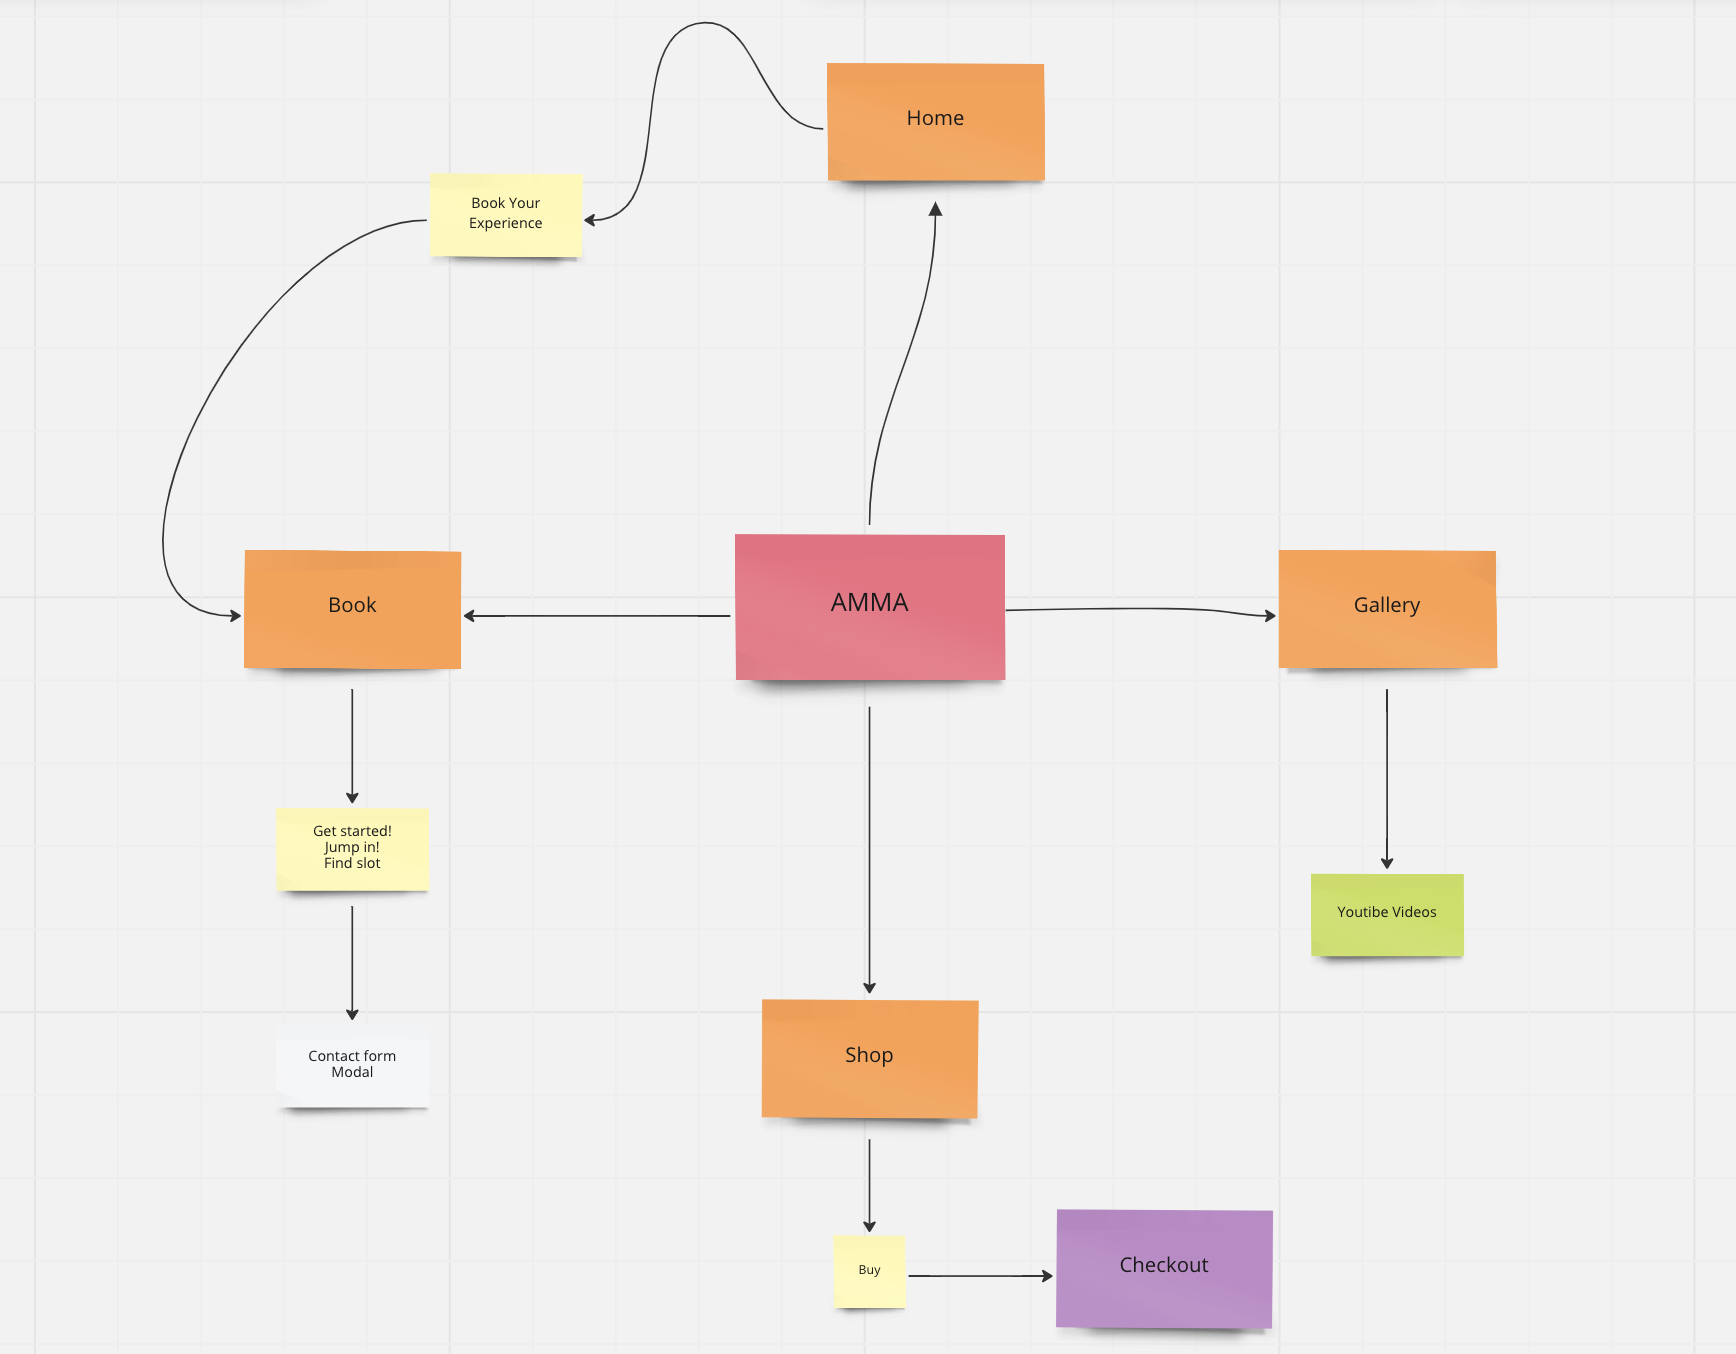 Home
Book Your
Experience
Book
AMMA
Gallery
Get started!
Jump in!
Find slot
Youtibe Videos
Contact form
Modal
Shop
Buy
Checkout